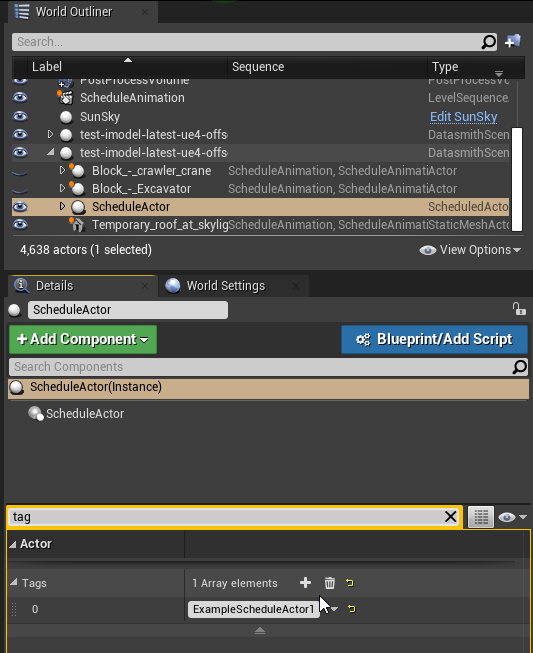 World Outliner
Search...
Label Sequence Type
PostProcessVolume PostProcessVo
ScheduleAnimation LevelSequenceA
SunSky Edit SunSky
test-imodel-latest-ue4-offs DatasmithScen
test-imodel-latest-ue4-offs DatasmithScen
Block_-_crawler_crane ScheduleAnimation, ScheduleAnimatiActor
Block_-_Excavator ScheduleAnimation, ScheduleAnimatiActor
ScheduleActor ScheduledActo
Temporary_roof_at_skylig ScheduleAnimation, ScheduleAnimatiStaticMeshActo
4,638 actors (1 selected) View Options
Details World Settings
ScheduleActor
+ Add Component Blueprint/Add Script
Search Components
ScheduleActor(Instance)
ScheduleActor
tag
Actor
Tags 1 Array elements
0 ExampleScheduleActor1